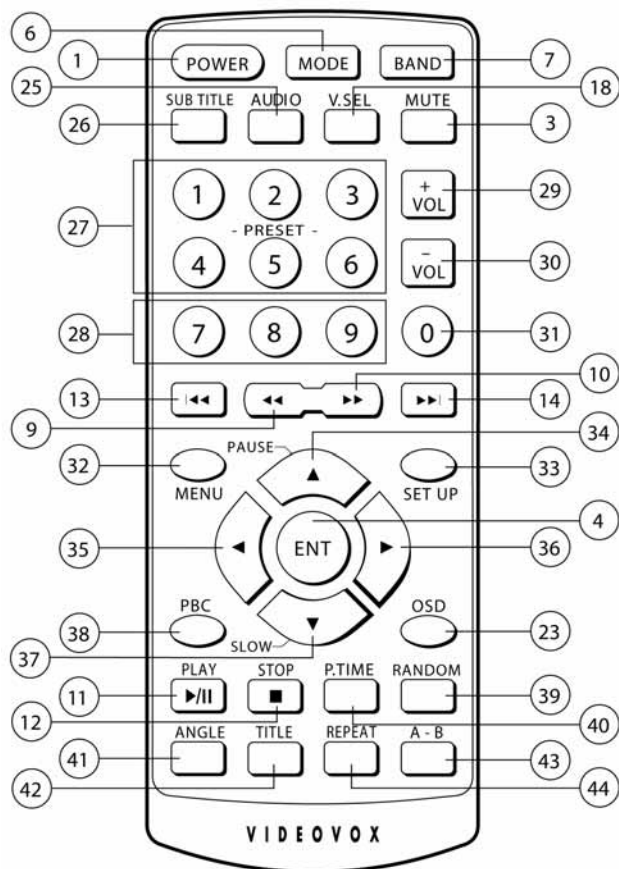 6
1 POWER MODE BAND 7
25 SUB TITLE AUDIO V.SEL MUTE 18
26 3
1 2 3 + VOL 29
27 - PRESET -
4 5 6 – VOL 30
28 7 8 9 0 31
10
13 |◄◄ ◄◄ ►► ►►| 14
9 34
PAUSE ▲
32 MENU SET UP 33
4
35 ◄ ENT ► 36
PBC OSD
38 SLOW ▼ 23
37
PLAY STOP P.TIME RANDOM
11 ►/II ■ 39
12 40
ANGLE TITLE REPEAT A - B
41 43
42 44
VIDEOVOX